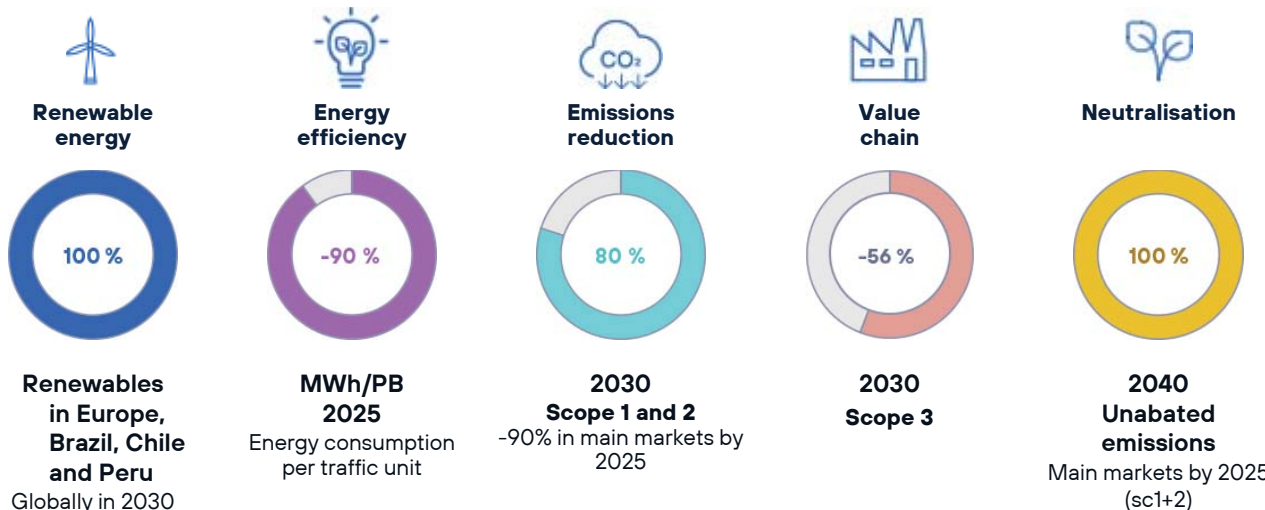 CO₂
Renewable
energy
100 %
Renewables
in Europe,
Brazil, Chile
and Peru
Globally in 2030
Energy
efficiency
-90 %
MWh/PB
2025
Energy consumption
per traffic unit
Emissions
reduction
80 %
2030
Scope 1 and 2
-90% in main markets by
2025
Value
chain
-56 %
2030
Scope 3
Neutralisation
100 %
2040
Unabated
emissions
Main markets by 2025
(sc1+2)